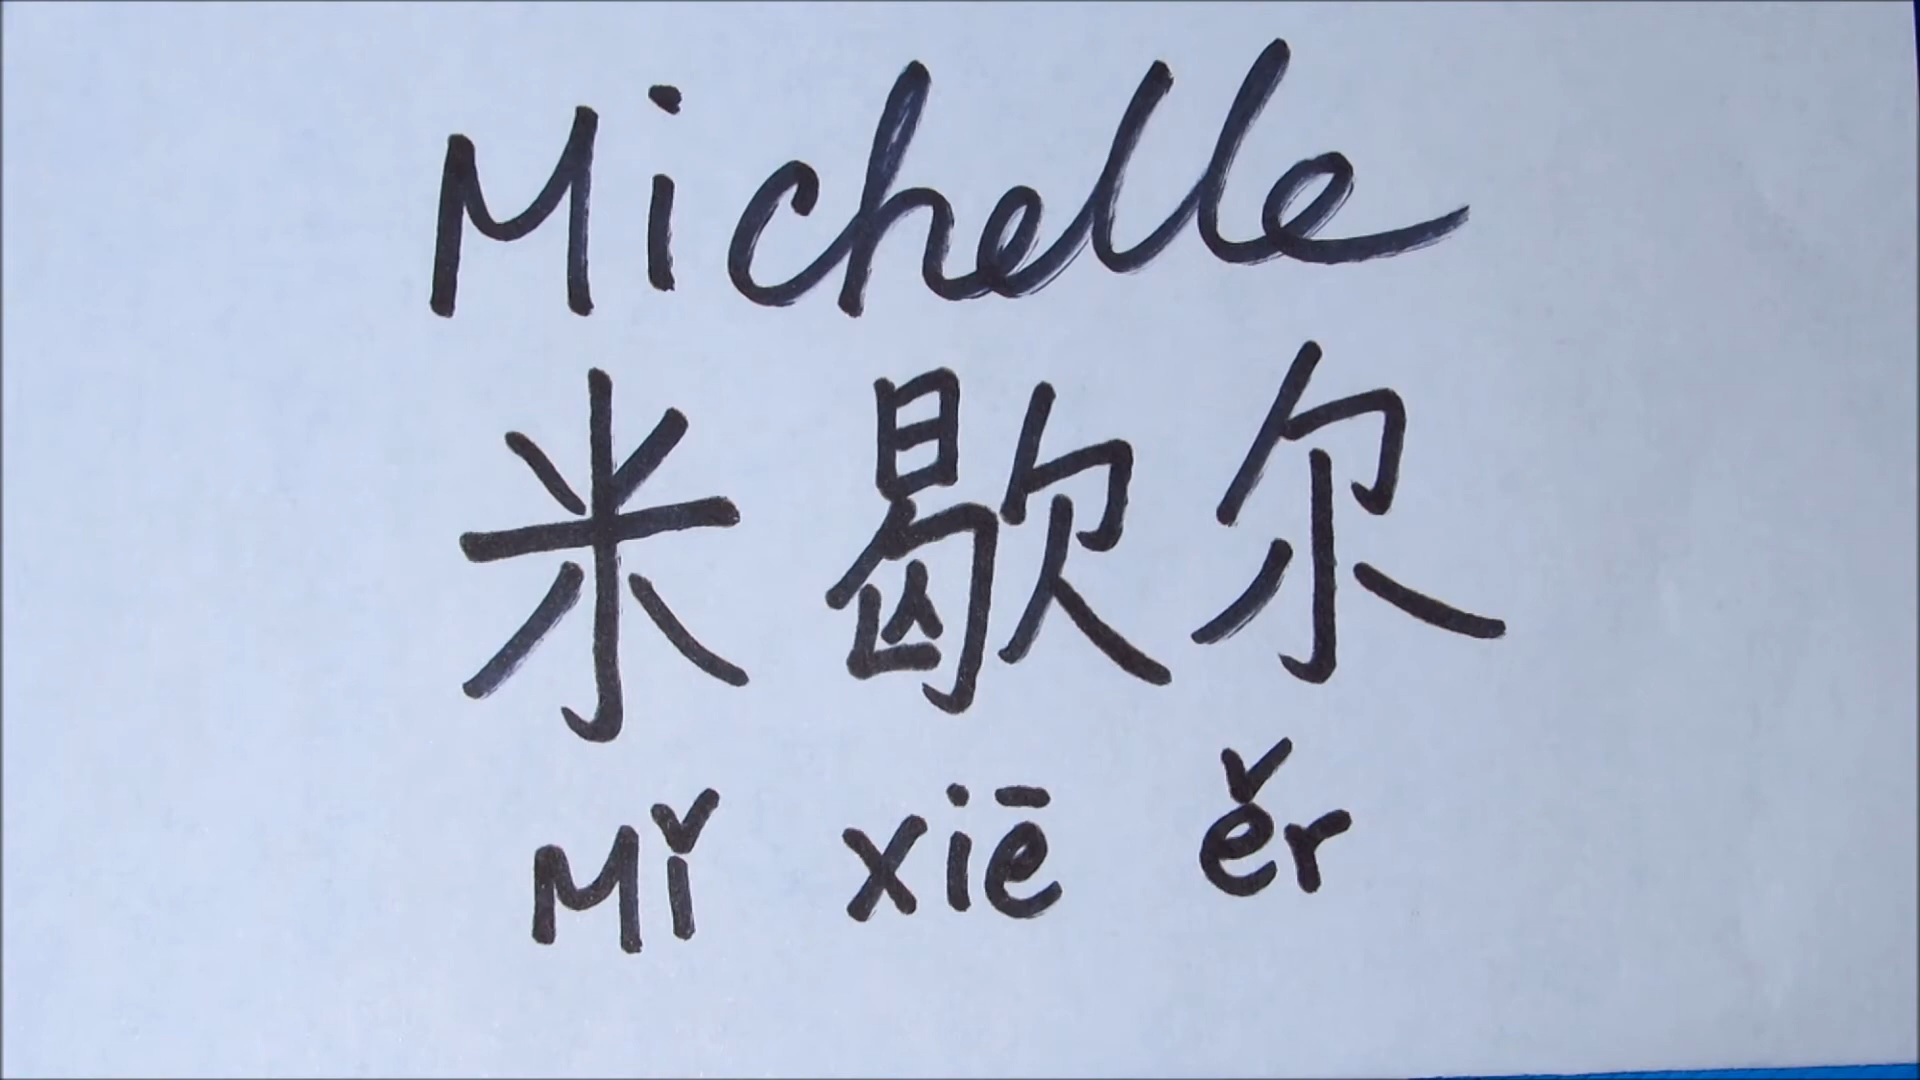 Michelle
米歇尔
Mǐ xiē ěr